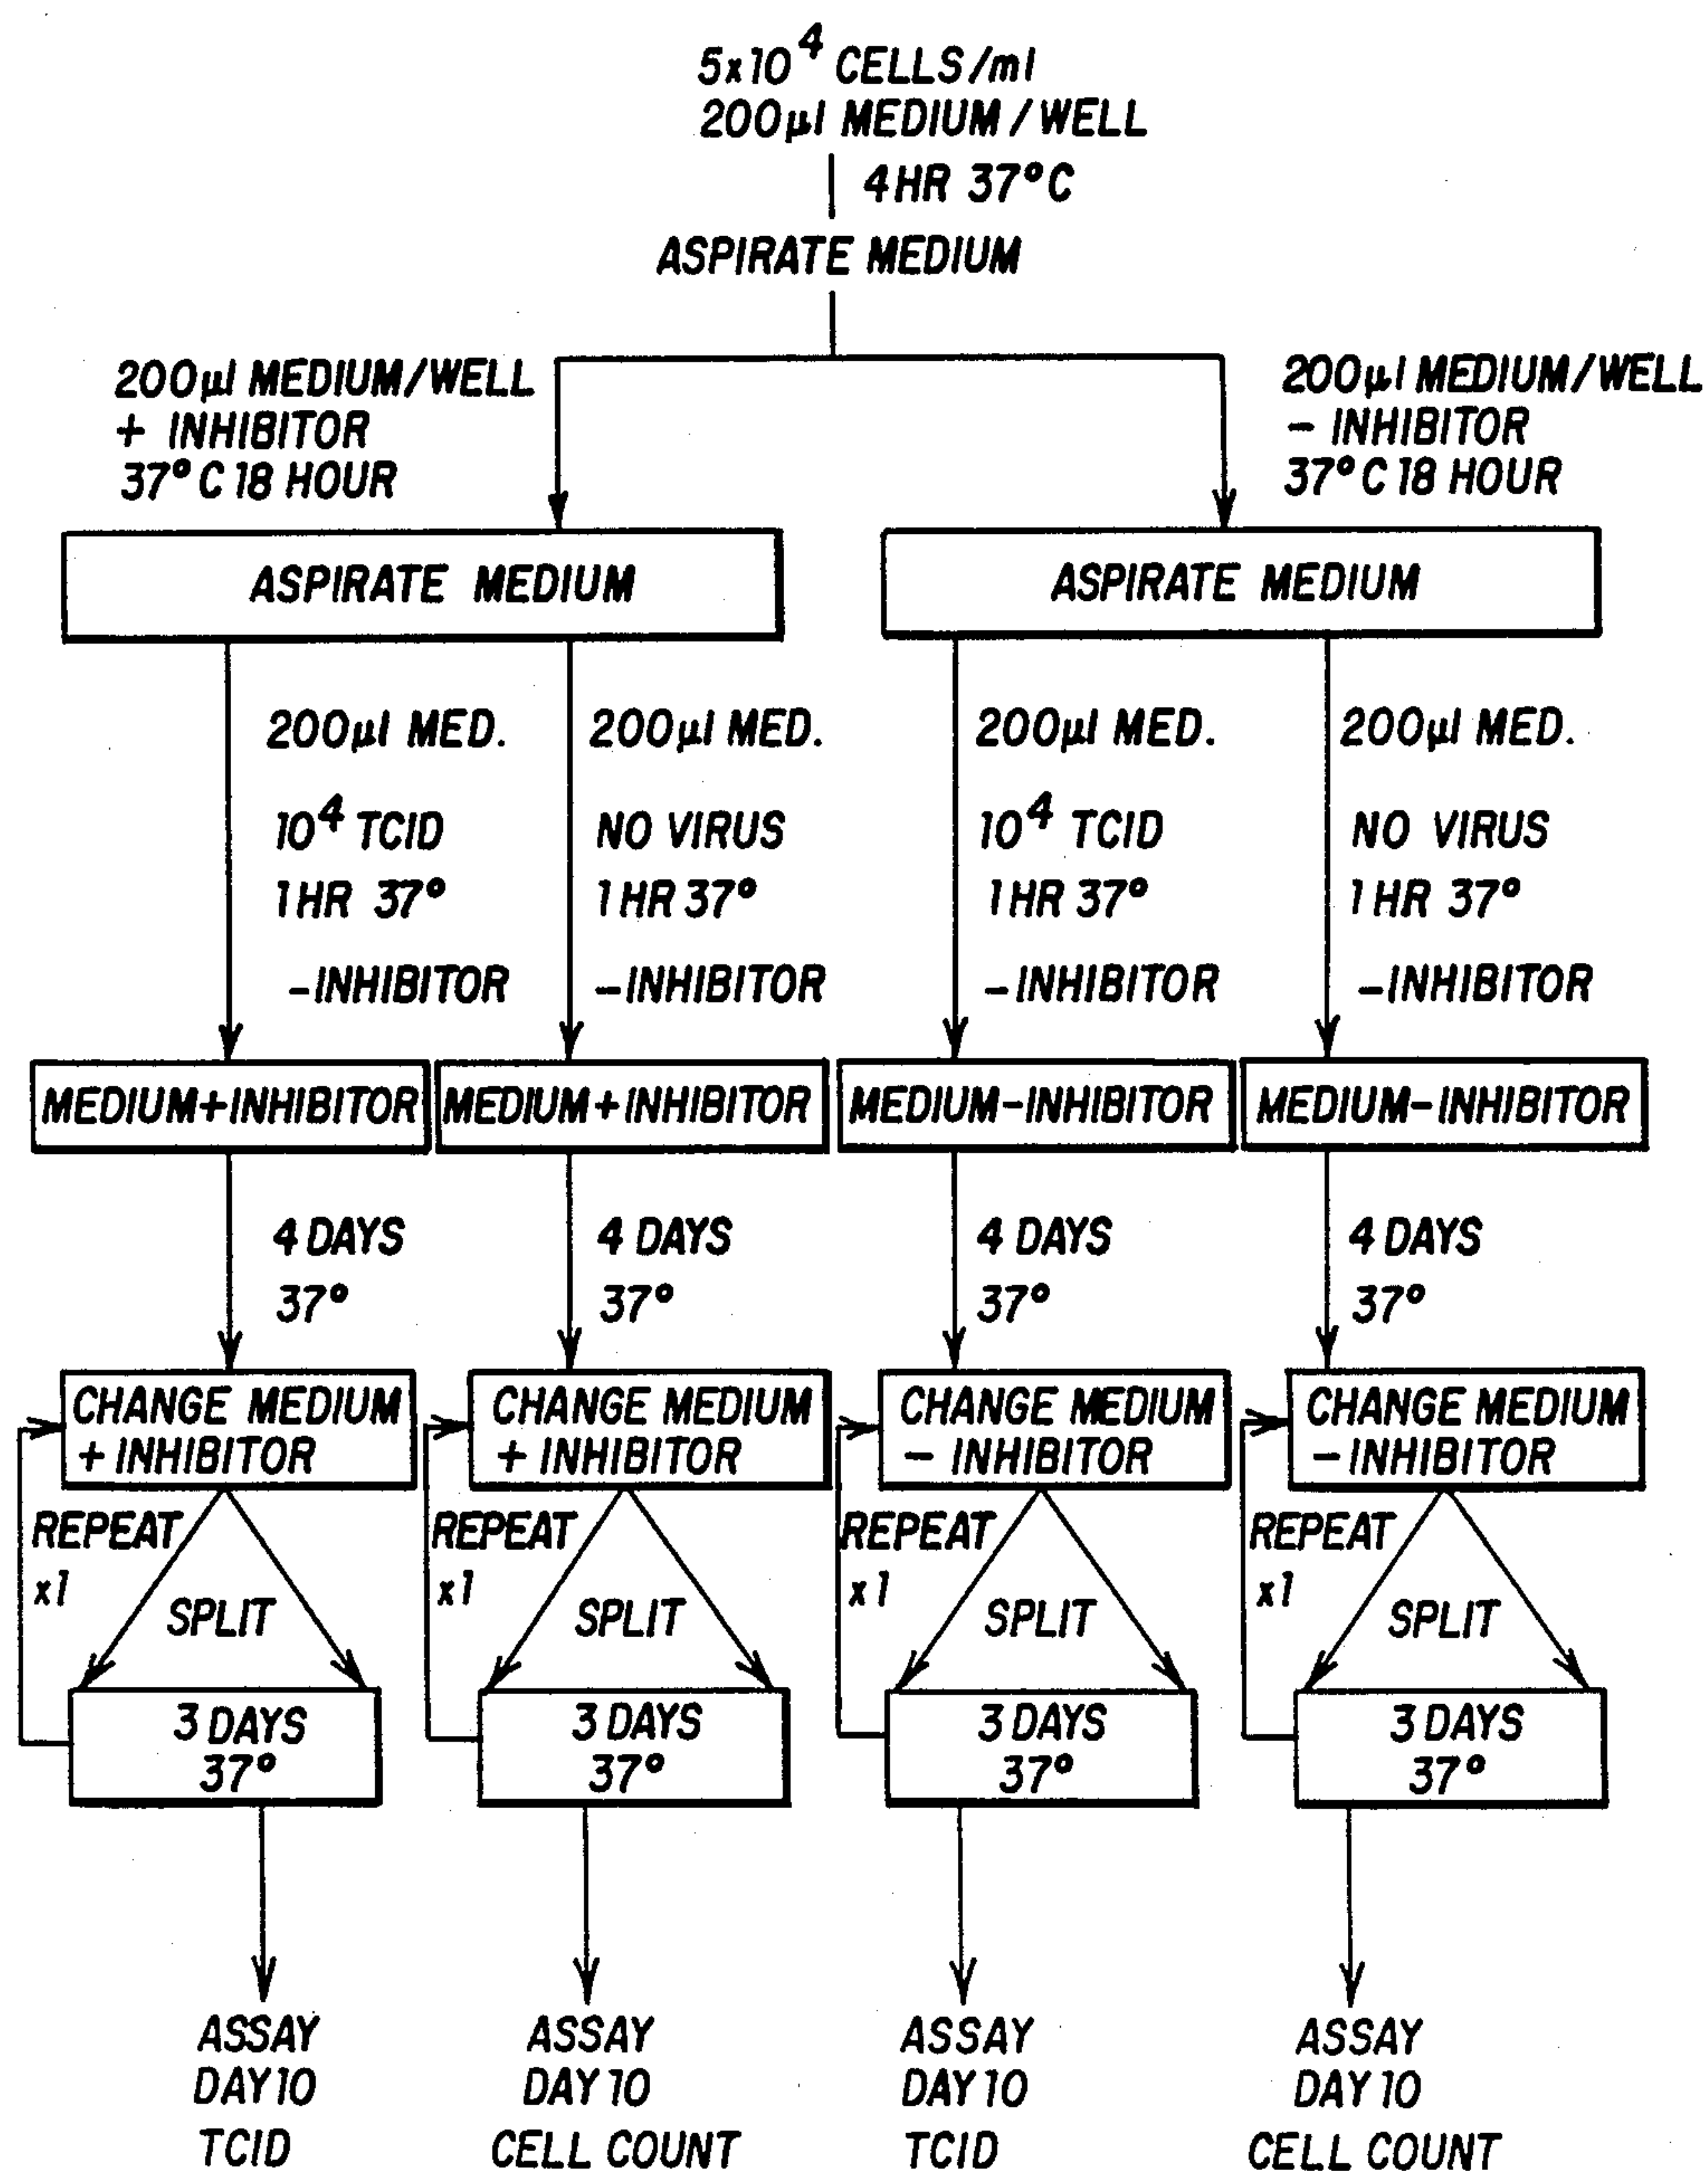 5x10⁴ CELLS/ml
200µl MEDIUM/WELL
4HR 37°C
ASPIRATE MEDIUM
200µl MEDIUM/WELL
+ INHIBITOR
37°C 18 HOUR
200µl MEDIUM/WELL
- INHIBITOR
37°C 18 HOUR
ASPIRATE MEDIUM
ASPIRATE MEDIUM
200µl MED.
10⁴ TCID
1HR 37°
-INHIBITOR
200µl MED.
NO VIRUS
1HR 37°
-INHIBITOR
200µl MED.
10⁴ TCID
1HR 37°
-INHIBITOR
200µl MED.
NO VIRUS
1HR 37°
-INHIBITOR
MEDIUM+INHIBITOR
MEDIUM+INHIBITOR
MEDIUM-INHIBITOR
MEDIUM-INHIBITOR
4 DAYS
37°
4 DAYS
37°
4 DAYS
37°
4 DAYS
37°
CHANGE MEDIUM
+ INHIBITOR
CHANGE MEDIUM
+ INHIBITOR
CHANGE MEDIUM
- INHIBITOR
CHANGE MEDIUM
- INHIBITOR
REPEAT
x1
SPLIT
REPEAT
x1
SPLIT
REPEAT
x1
SPLIT
REPEAT
x1
SPLIT
3 DAYS
37°
3 DAYS
37°
3 DAYS
37°
3 DAYS
37°
ASSAY
DAY 10
TCID
ASSAY
DAY 10
CELL COUNT
ASSAY
DAY 10
TCID
ASSAY
DAY 10
CELL COUNT